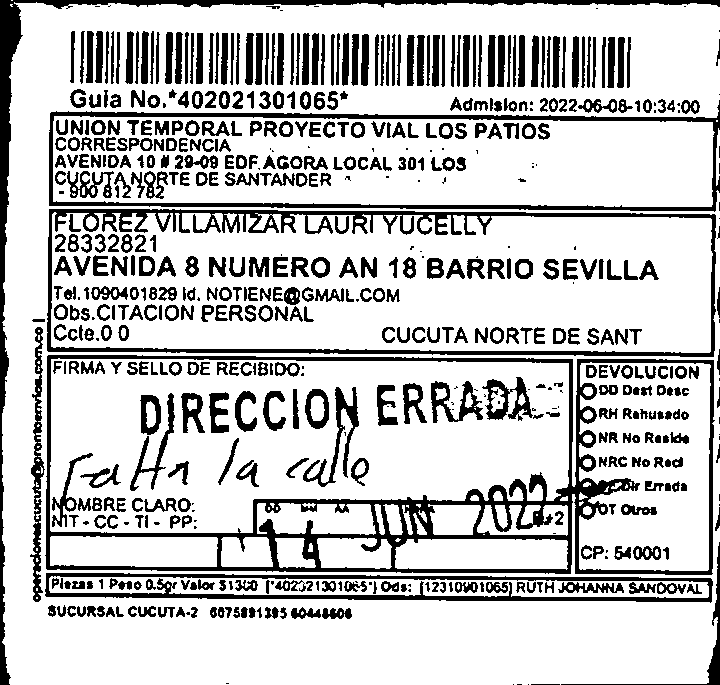 Guia No.*402021301065*
Admision: 2022-06-08-10:34:00
UNION TEMPORAL PROYECTO VIAL LOS PATIOS
CORRESPONDENCIA
AVENIDA 10 # 29-09 EDF. AGORA LOCAL 301 LOS
CUCUTA NORTE DE SANTANDER
- 900 812 782
FLOREZ VILLAMIZAR LAURI YUCELLY
28332821
AVENIDA 8 NUMERO AN 18 BARRIO SEVILLA
Tel.1090401829 Id. NOTIENE@GMAIL.COM
Obs.CITACION PERSONAL
Ccte.0 0
CUCUTA NORTE DE SANT
FIRMA Y SELLO DE RECIBIDO:
DIRECCION ERRADA
Falta la calle
NOMBRE CLARO:
NIT - CC - TI - PP:
DD MM AA
14 JUN 2022
DEVOLUCION
DD Dest Desc
RH Rehusado
NR No Reside
NRC No Recl
Dir Errada
OT Otros
CP: 540001
Piezas 1 Peso 0.5gr Valor $1300 [*402021301065*] Ods: [12310901065] RUTH JOHANNA SANDOVAL
SUCURSAL CUCUTA-2 6075891395 60448606
operacionescucuta@prontoenvios.com.co |